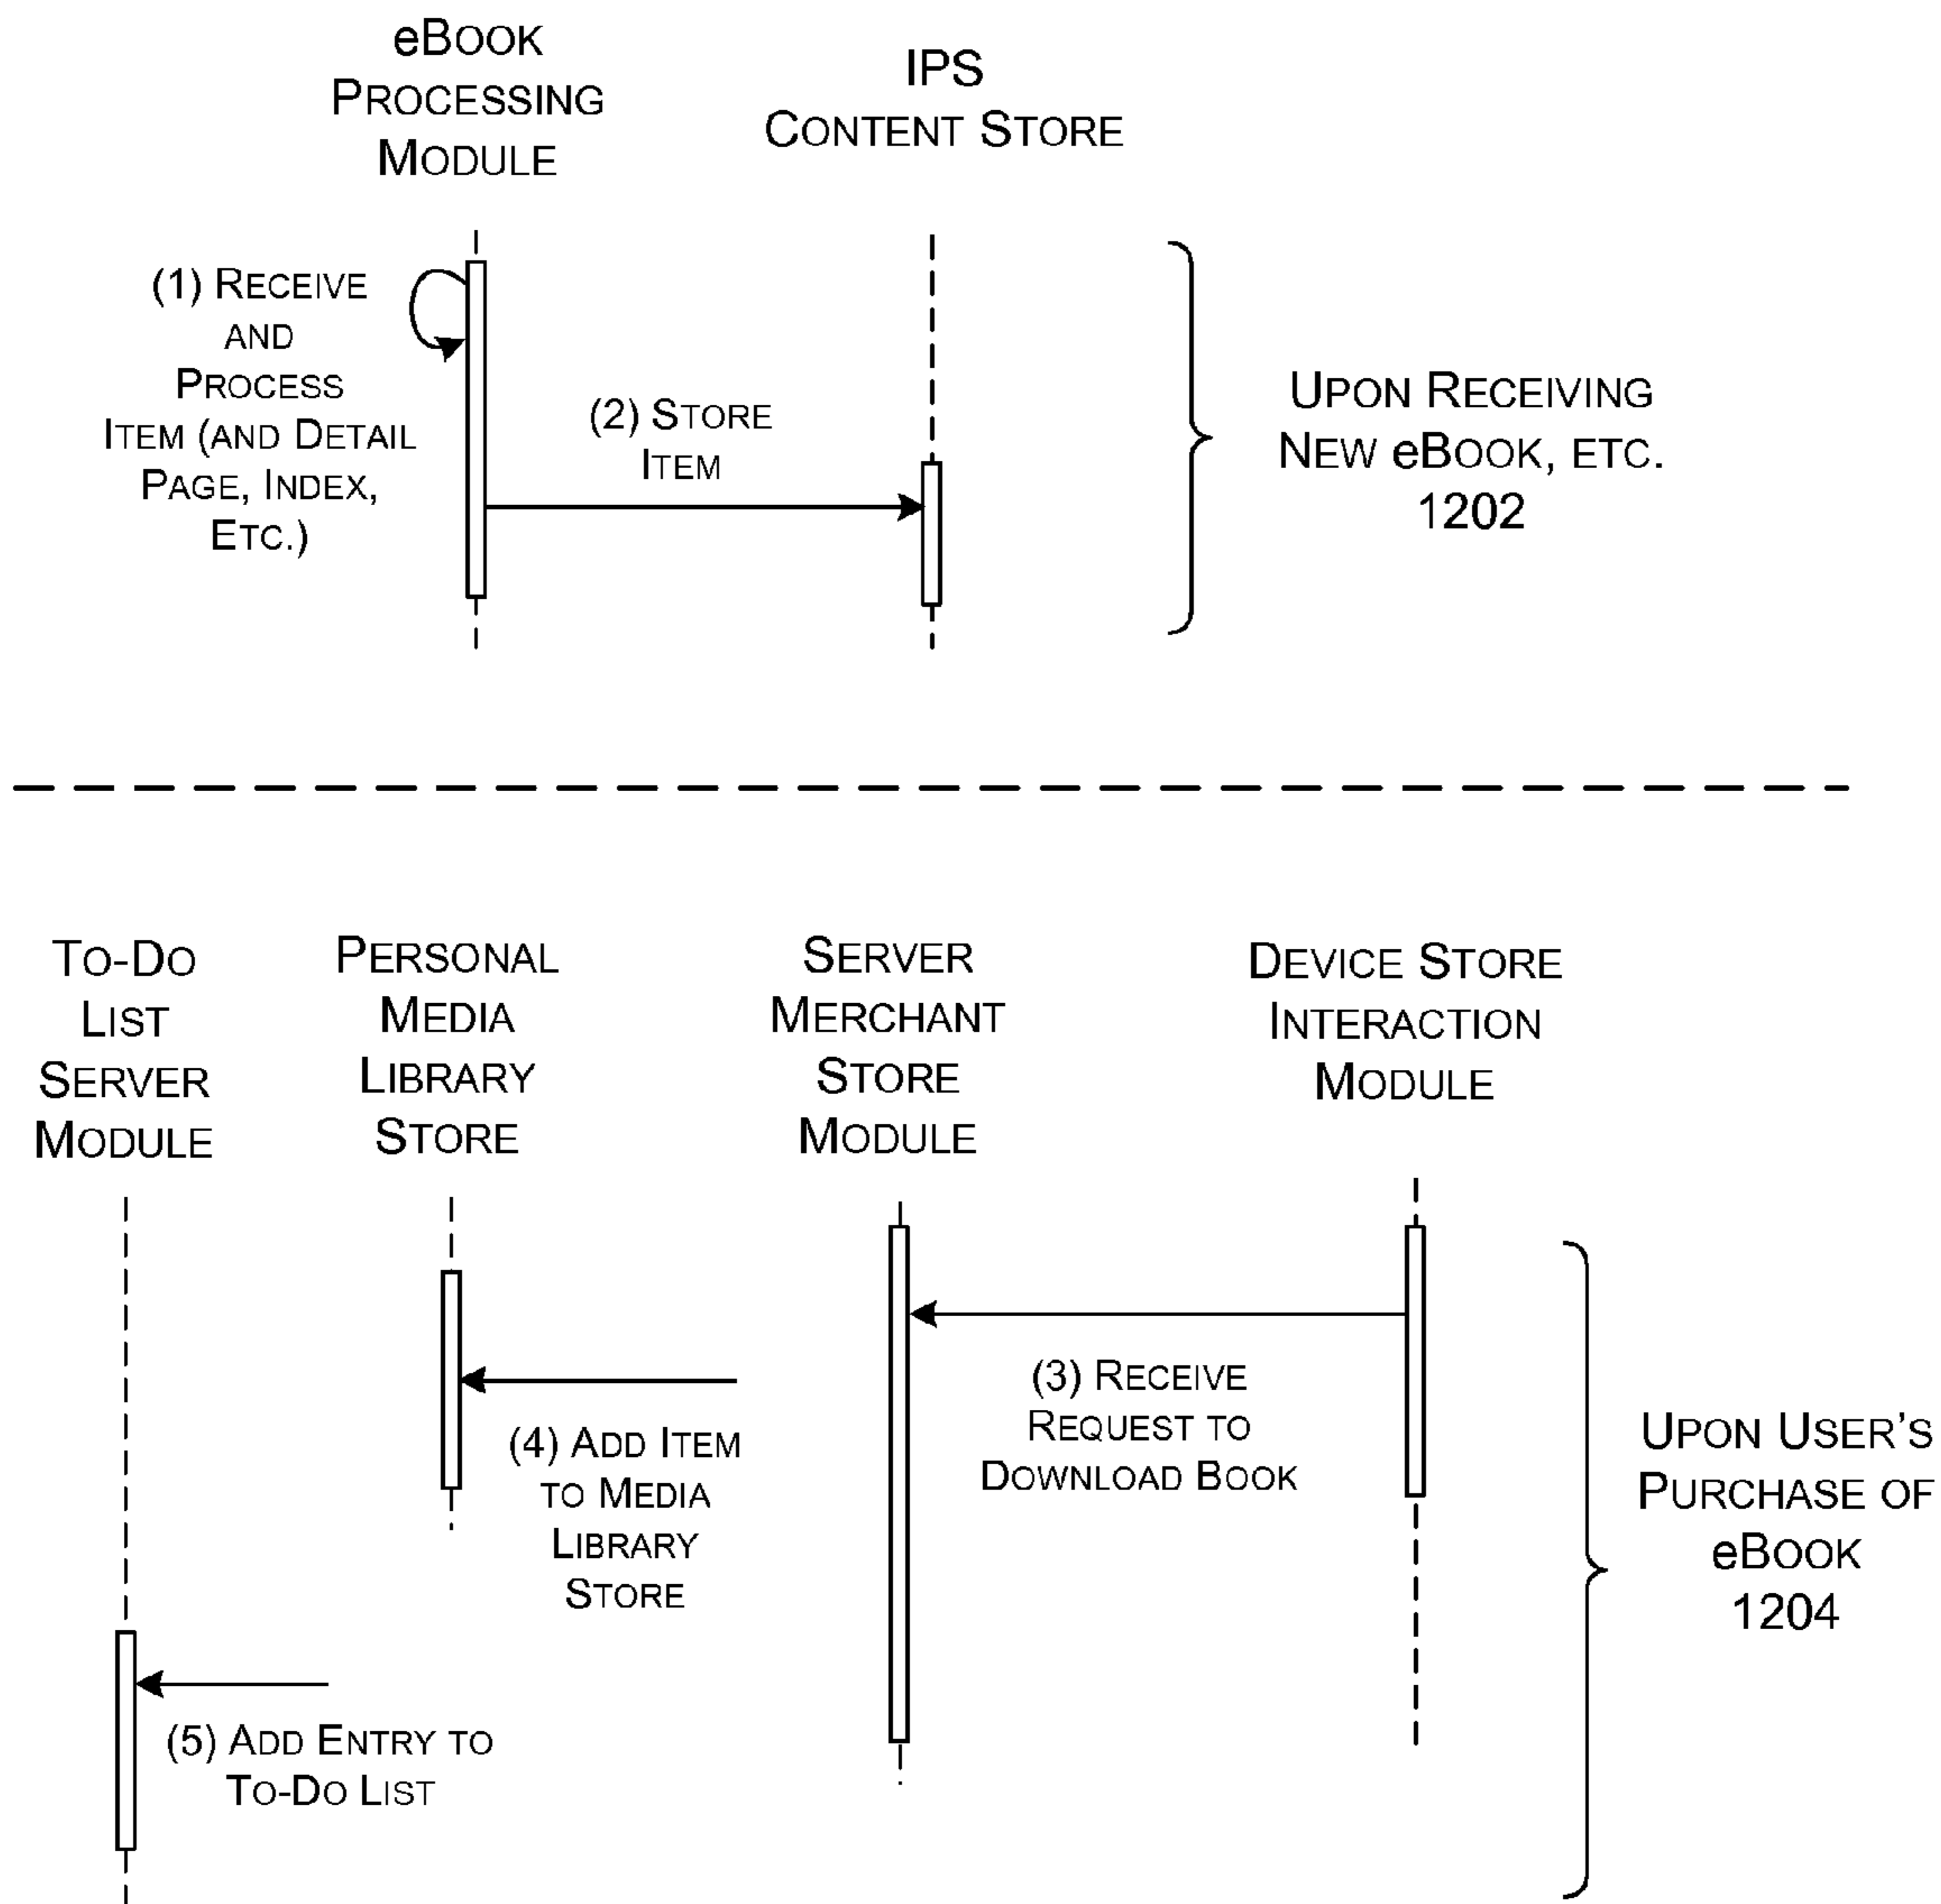 eBook
Processing
Module
IPS
Content Store
(1) Receive
and
Process
Item (and Detail
Page, Index,
Etc.)
(2) Store
Item
Upon Receiving
New eBook, etc.
1202
To-Do
List
Server
Module
Personal
Media
Library
Store
Server
Merchant
Store
Module
Device Store
Interaction
Module
(3) Receive
Request to
Download Book
(4) Add Item
to Media
Library
Store
(5) Add Entry to
To-Do List
Upon User's
Purchase of
eBook
1204